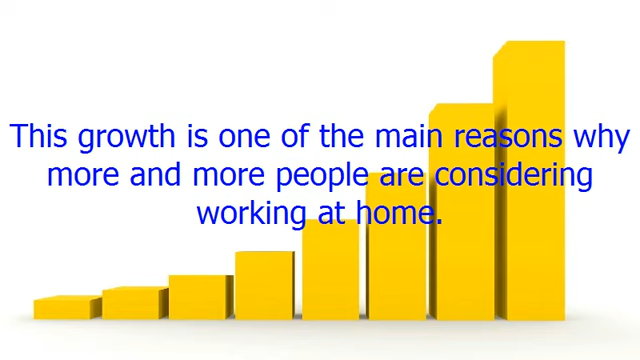 This growth is one of the main reasons why
more and more people are considering
working at home.